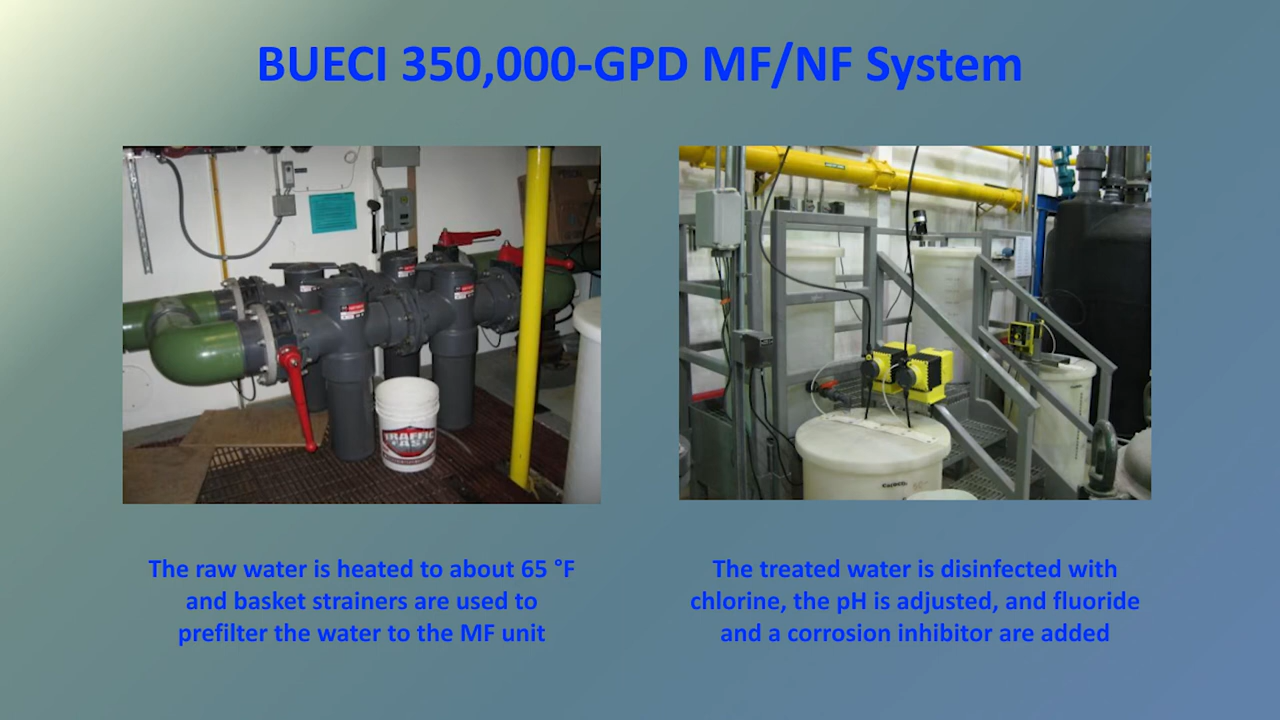 BUECI 350,000-GPD MF/NF System
TRAFFIC
The raw water is heated to about 65 °F
and basket strainers are used to
prefilter the water to the MF unit
The treated water is disinfected with
chlorine, the pH is adjusted, and fluoride
and a corrosion inhibitor are added